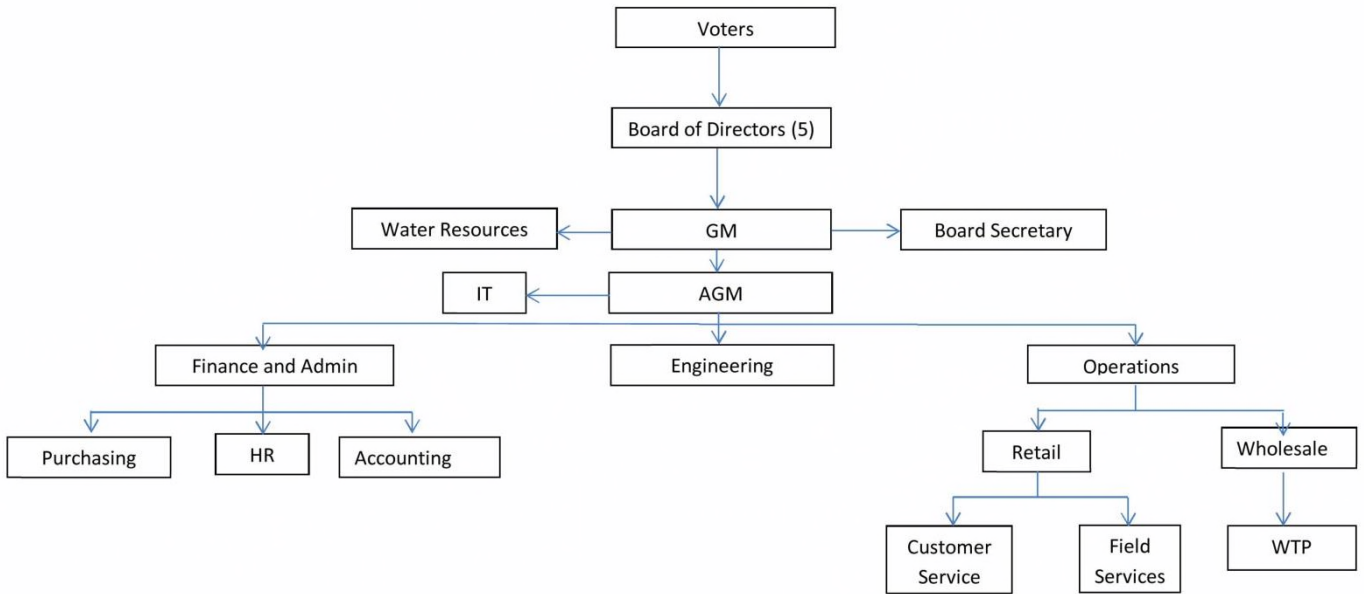 Voters
Board of Directors (5)
Water Resources
GM
Board Secretary
IT
AGM
Finance and Admin
Engineering
Operations
Purchasing
HR
Accounting
Retail
Wholesale
Customer
Service
Field
Services
WTP